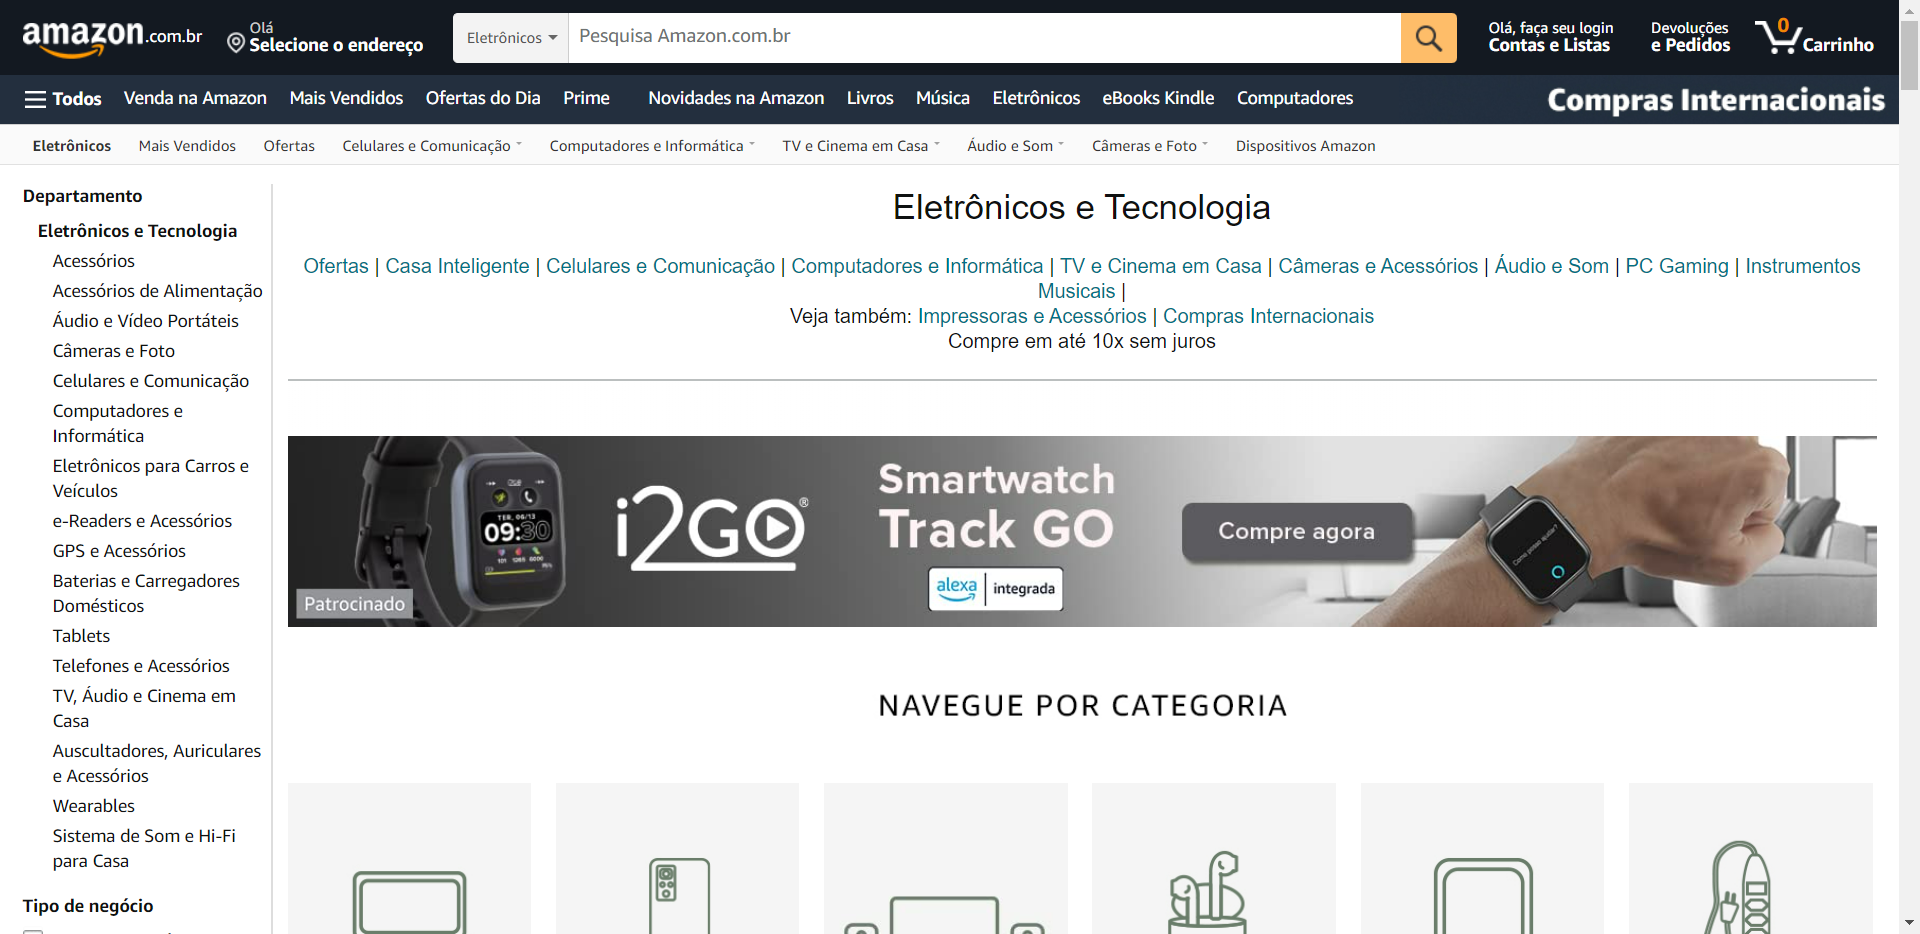 amazon.com.br
Olá
Selecione o endereço
Eletrônicos
Pesquisa Amazon.com.br
Olá, faça seu login
Contas e Listas
Devoluções
e Pedidos
0
Carrinho
Todos
Venda na Amazon
Mais Vendidos
Ofertas do Dia
Prime
Novidades na Amazon
Livros
Música
Eletrônicos
eBooks Kindle
Computadores
Compras Internacionais
Eletrônicos
Mais Vendidos
Ofertas
Celulares e Comunicação
Computadores e Informática
TV e Cinema em Casa
Áudio e Som
Câmeras e Foto
Dispositivos Amazon
Departamento
Eletrônicos e Tecnologia
Acessórios
Acessórios de Alimentação
Áudio e Vídeo Portáteis
Câmeras e Foto
Celulares e Comunicação
Computadores e
Informática
Eletrônicos para Carros e
Veículos
e-Readers e Acessórios
GPS e Acessórios
Baterias e Carregadores
Domésticos
Tablets
Telefones e Acessórios
TV, Áudio e Cinema em
Casa
Auscultadores, Auriculares
e Acessórios
Wearables
Sistema de Som e Hi-Fi
para Casa
Tipo de negócio
Eletrônicos e Tecnologia
Ofertas | Casa Inteligente | Celulares e Comunicação | Computadores e Informática | TV e Cinema em Casa | Câmeras e Acessórios | Áudio e Som | PC Gaming | Instrumentos
Musicais |
Veja também: Impressoras e Acessórios | Compras Internacionais
Compre em até 10x sem juros
TER, 06/13
09:30
i2GO®
Smartwatch
Track GO
alexa integrada
Compre agora
Como posso ajudar?
Patrocinado
NAVEGUE POR CATEGORIA